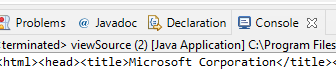 Problems @ Javadoc Declaration Console
terminated> viewSource (2) [Java Application] C:\Program Files
<html><head><title>Microsoft Corporation</title><